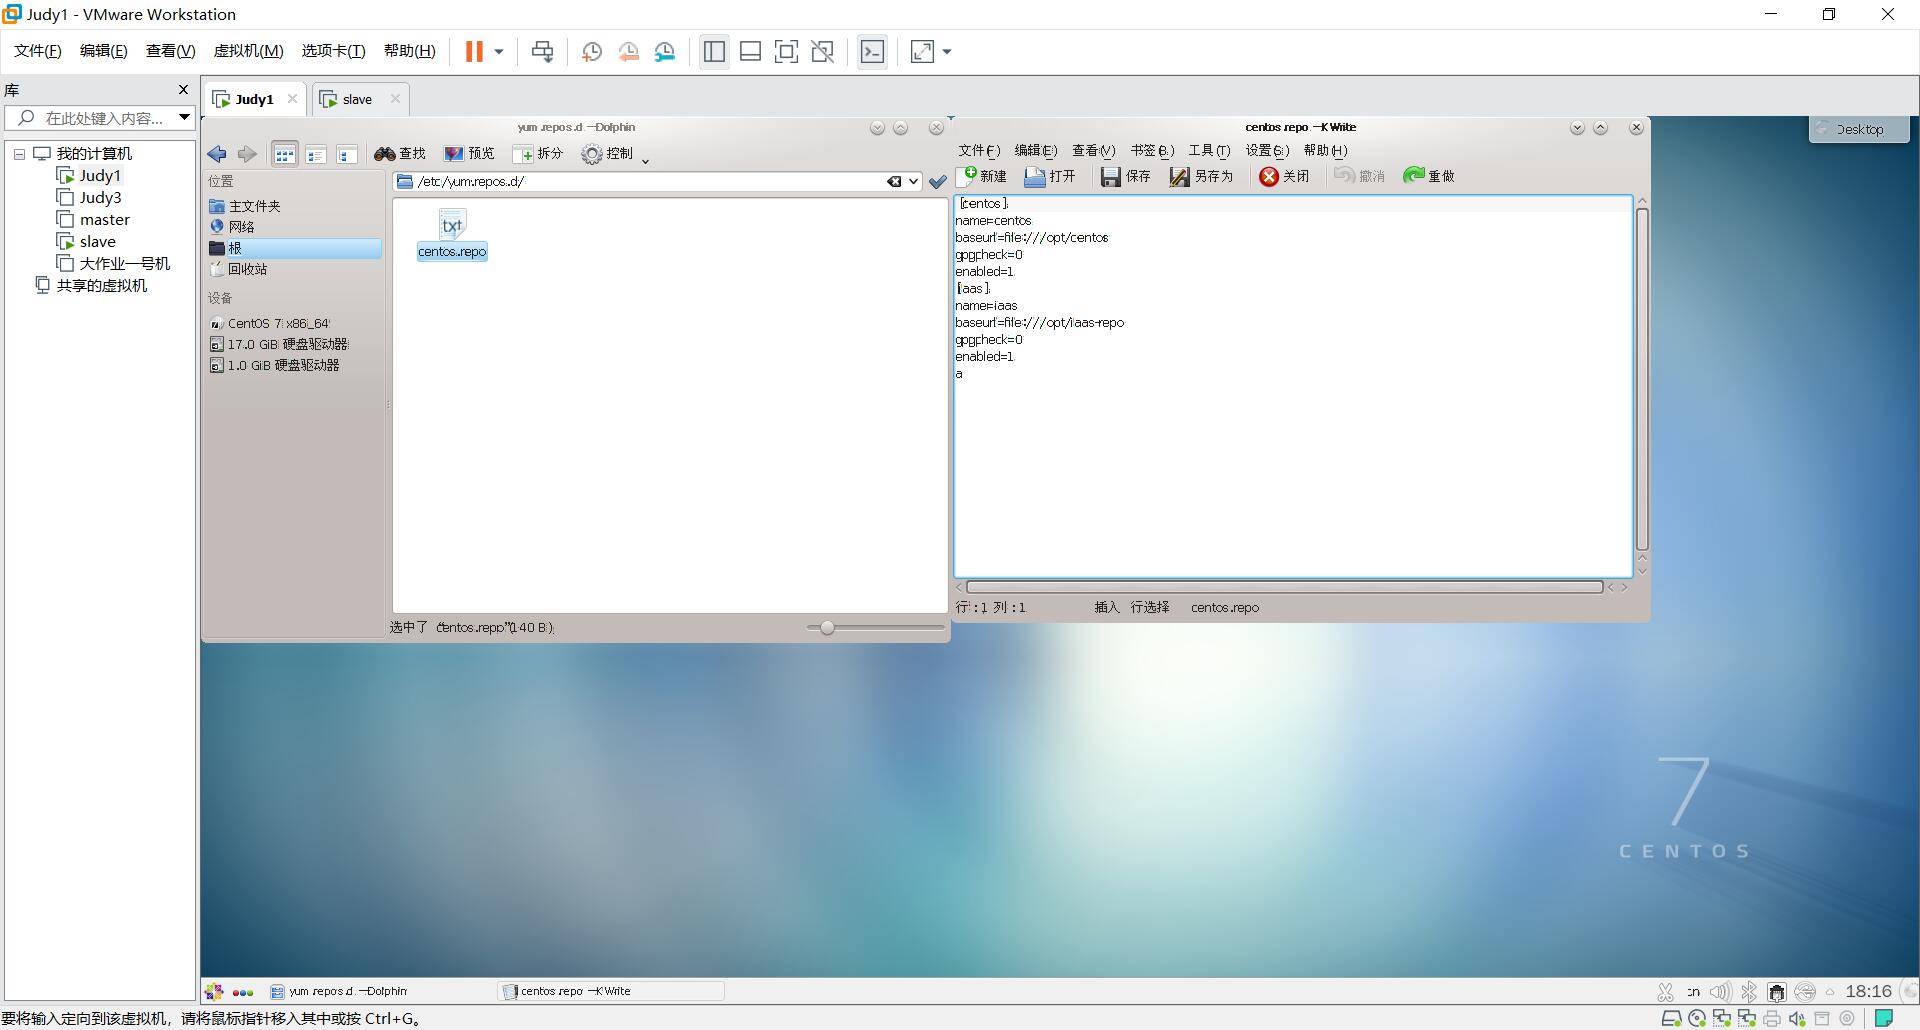 Judy1 - VMware Workstation
文件(F) 编辑(E) 查看(V) 虚拟机(M) 选项卡(T) 帮助(H)
库
在此处键入内容...
我的计算机
Judy1
Judy3
master
slave
大作业一号机
共享的虚拟机
Judy1
slave
yum.repos.d —Dolphin
查找 预览 拆分 控制
位置
主文件夹
网络
根
回收站
设备
CentOS 7 x86_64
17.0 GiB 硬盘驱动器
1.0 GiB 硬盘驱动器
/etc/yum.repos.d/
txt
centos.repo
选中了 “centos.repo”(140 B)
centos.repo —KWrite
文件(F) 编辑(E) 查看(V) 书签(B) 工具(T) 设置(S) 帮助(H)
新建 打开 保存 另存为 关闭 撤消 重做
[centos]
name=centos
baseurl=file:///opt/centos
gpgcheck=0
enabled=1
[iaas]
name=iaas
baseurl=file:///opt/iaas-repo
gpgcheck=0
enabled=1
a
行:1 列:1 插入 行选择 centos.repo
Desktop
7
CENTOS
yum.repos.d —Dolphin
centos.repo —KWrite
18:16
要将输入定向到该虚拟机，请将鼠标指针移入其中或按 Ctrl+G。